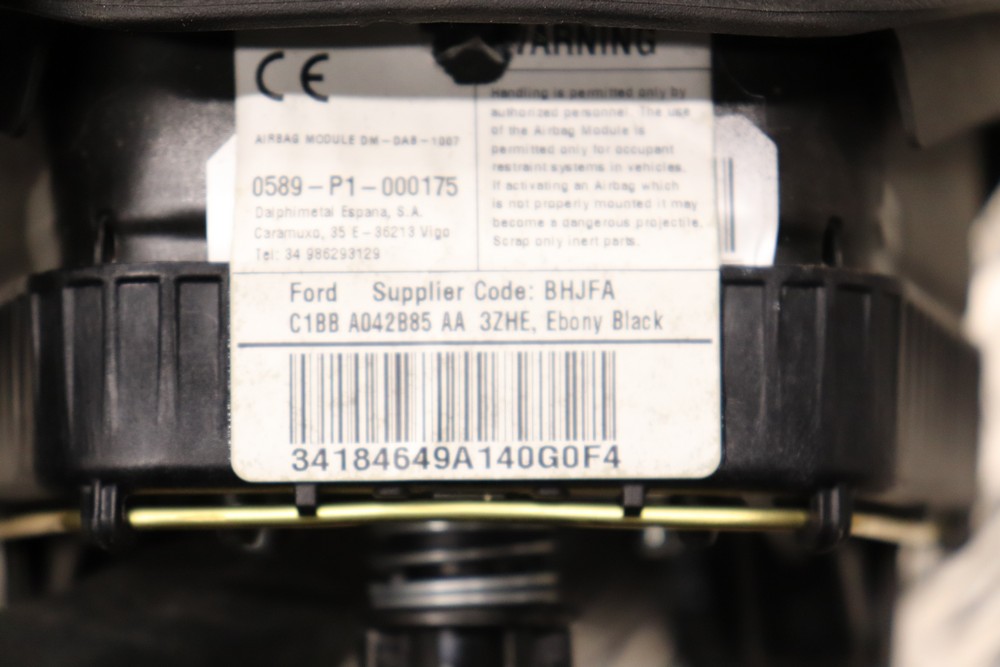 CE
WARNING
AIRBAG MODULE DM-DAB-1007
0589-P1-000175
Dalphimetal Espana, S.A.
Caramuxo, 35 E-36213 Vigo
Tel: 34 986293129
Handling is permitted only by
authorized personnel. The use
of the Airbag Module is
permitted only for occupant
restraint systems in vehicles.
If activating an Airbag which
is not properly mounted it may
become a dangerous projectile.
Scrap only inert parts.
Ford Supplier Code: BHJFA
C1BB A042B85 AA 3ZHE, Ebony Black
34184649A140G0F4